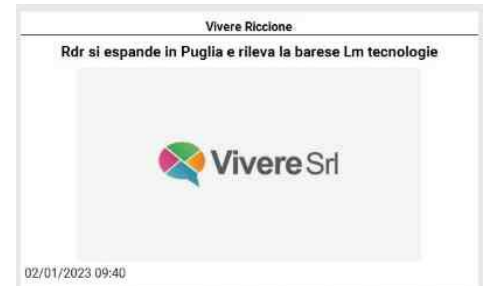 Vivere Riccione
Rdr si espande in Puglia e rileva la barese Lm tecnologie
Vivere Srl
02/01/2023 09:40